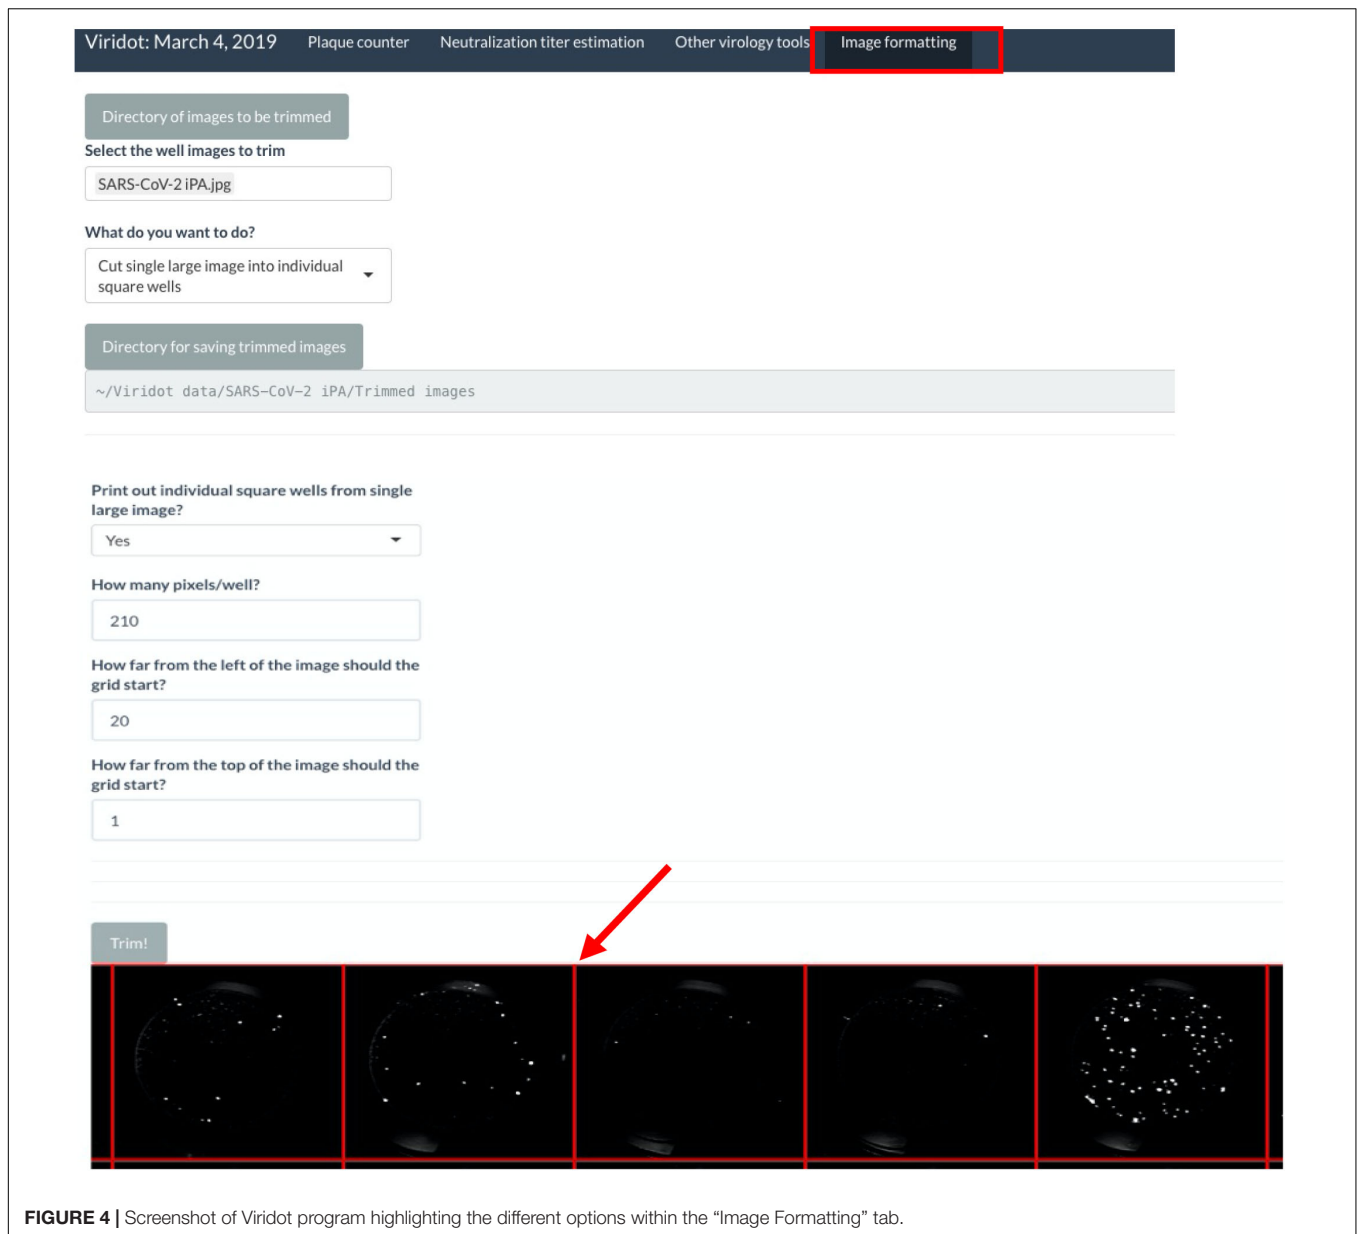 Viridot: March 4, 2019 Plaque counter Neutralization titer estimation Other virology tools Image formatting
Directory of images to be trimmed
Select the well images to trim
SARS-CoV-2 iPA.jpg
What do you want to do?
Cut single large image into individual
square wells
Directory for saving trimmed images
~/Viridot data/SARS-CoV-2 iPA/Trimmed images
Print out individual square wells from single
large image?
Yes
How many pixels/well?
210
How far from the left of the image should the
grid start?
20
How far from the top of the image should the
grid start?
1
Trim!
FIGURE 4 | Screenshot of Viridot program highlighting the different options within the “Image Formatting” tab.